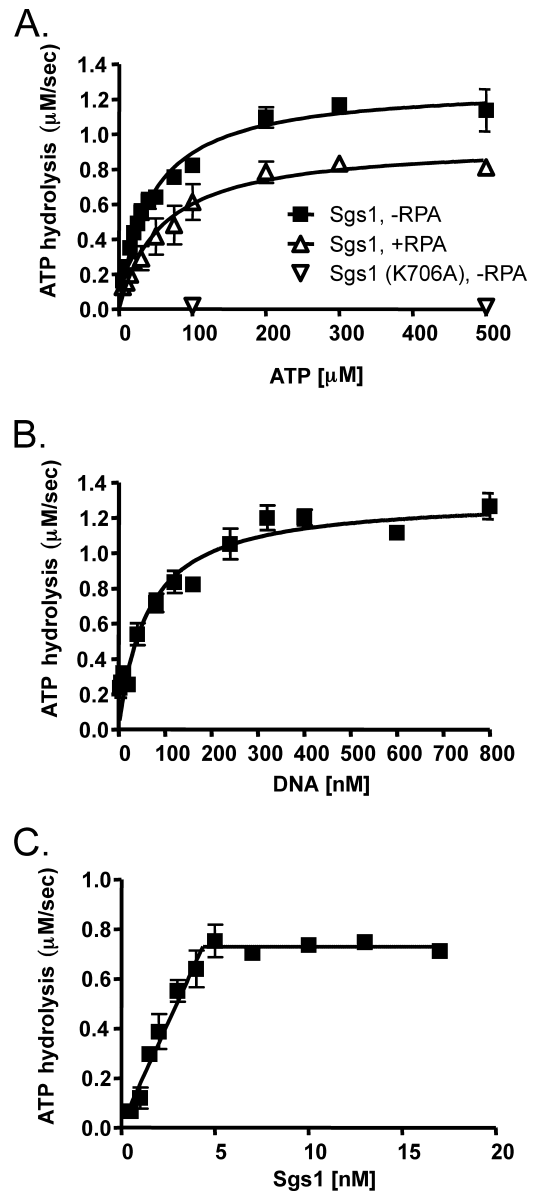 A.
ATP hydrolysis (μM/sec)
1.4
1.2
1.0
0.8
0.6
0.4
0.2
0.0
Sgs1, -RPA
Sgs1, +RPA
Sgs1 (K706A), -RPA
0 100 200 300 400 500
ATP [μM]
B.
ATP hydrolysis (μM/sec)
1.4
1.2
1.0
0.8
0.6
0.4
0.2
0.0
0 100 200 300 400 500 600 700 800
DNA [nM]
C.
ATP hydrolysis (μM/sec)
1.0
0.8
0.6
0.4
0.2
0.0
0 5 10 15 20
Sgs1 [nM]